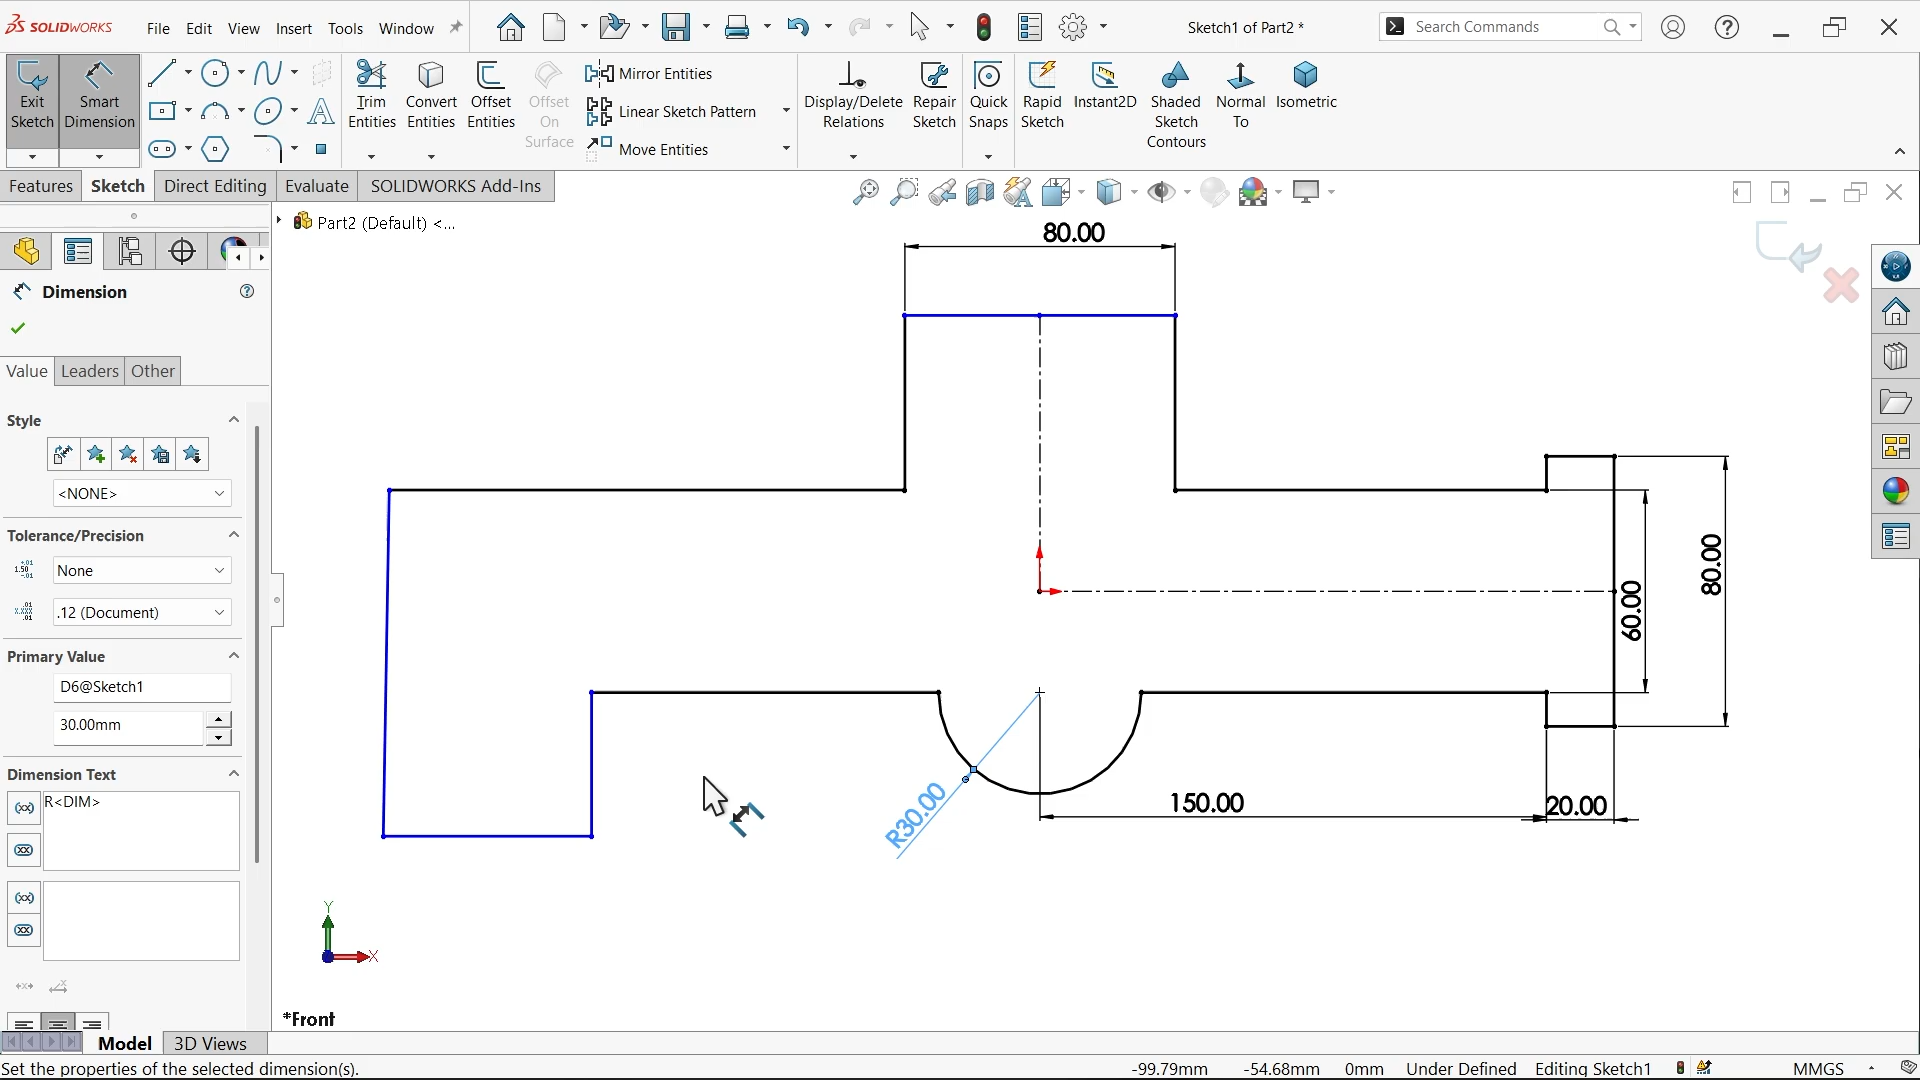 SOLIDWORKS File Edit View Insert Tools Window Sketch1 of Part2 * Search Commands
Exit Sketch
Smart Dimension
Trim Entities
Convert Entities
Offset Entities
Offset On Surface
Mirror Entities
Linear Sketch Pattern
Move Entities
Display/Delete Relations
Repair Sketch
Quick Snaps
Rapid Sketch
Instant2D
Shaded Sketch Contours
Normal To
Isometric
Features Sketch Direct Editing Evaluate SOLIDWORKS Add-Ins
Part2 (Default) <...
Dimension
Value Leaders Other
Style
<NONE>
Tolerance/Precision
None
.12 (Document)
Primary Value
D6@Sketch1
30.00mm
Dimension Text
R<DIM>
80.00
60.00
80.00
R30.00
150.00
20.00
Y
X
*Front
Model 3D Views
Set the properties of the selected dimension(s). -99.79mm -54.68mm 0mm Under Defined Editing Sketch1 MMGS